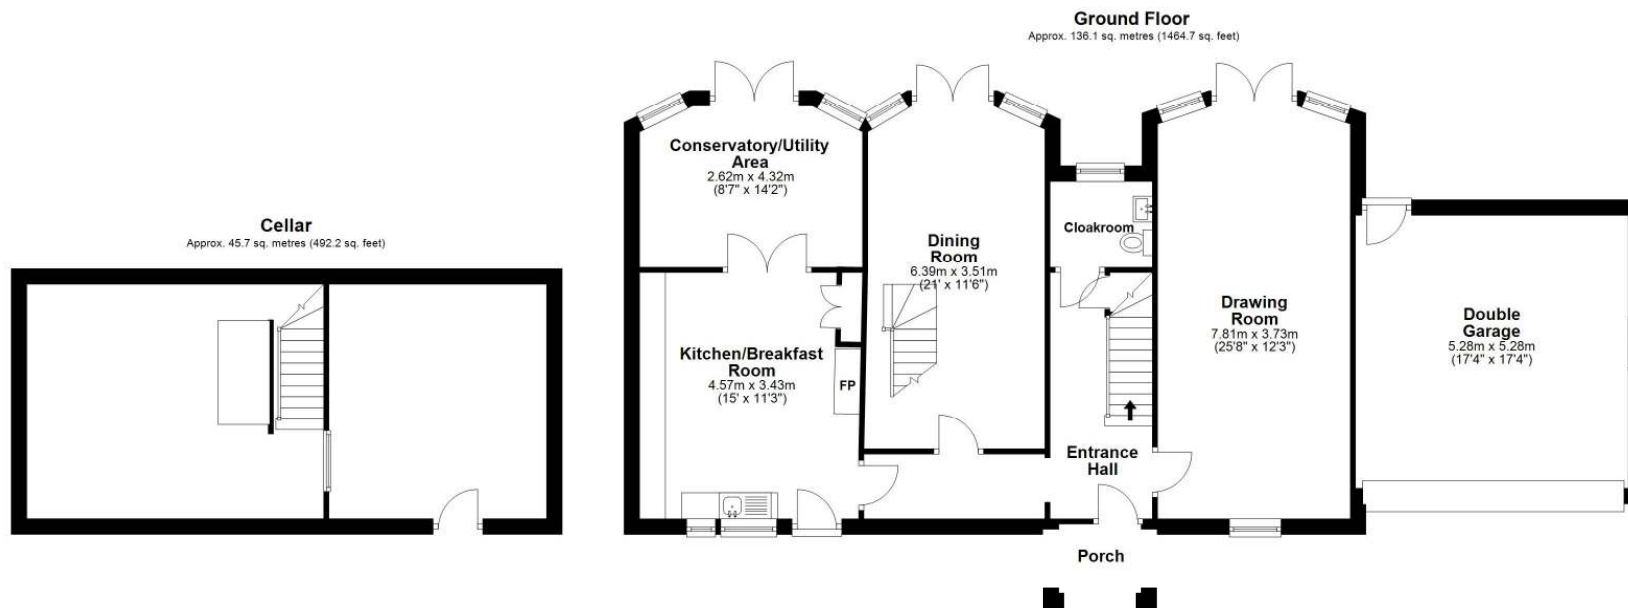 Ground Floor
Approx. 136.1 sq. metres (1464.7 sq. feet)
Cellar
Approx. 45.7 sq. metres (492.2 sq. feet)
Conservatory/Utility
Area
2.62m x 4.32m
(8'7" x 14'2")
Kitchen/Breakfast
Room
4.57m x 3.43m
(15' x 11'3")
FP
Dining
Room
6.39m x 3.51m
(21' x 11'6")
Cloakroom
Entrance
Hall
Porch
Drawing
Room
7.81m x 3.73m
(25'8" x 12'3")
Double
Garage
5.28m x 5.28m
(17'4" x 17'4")